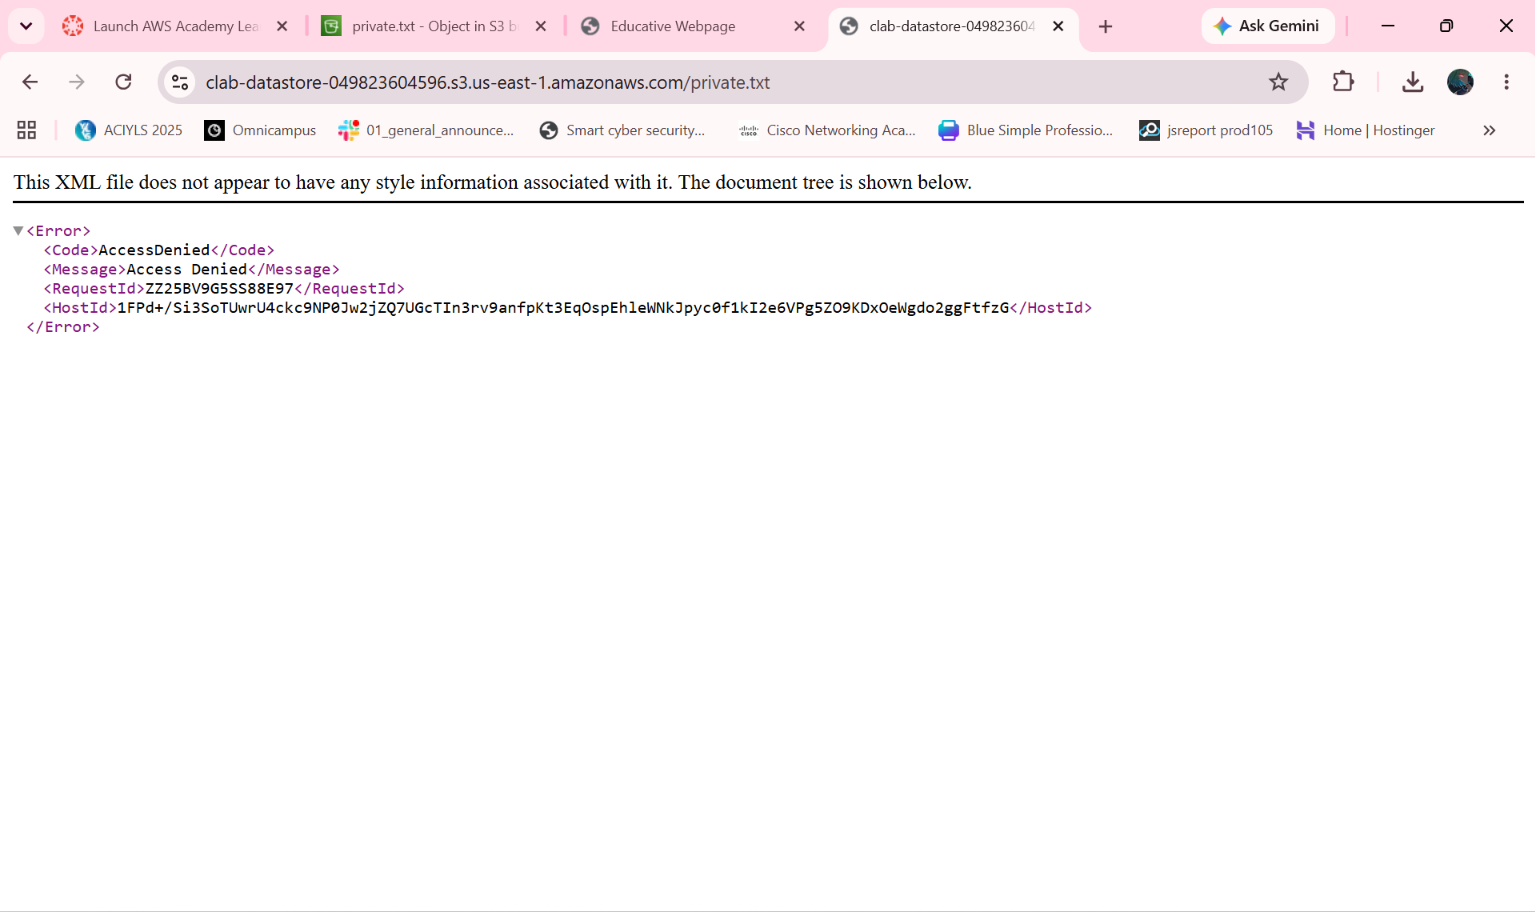 Launch AWS Academy Lea
private.txt - Object in S3 b
Educative Webpage
clab-datastore-049823604
Ask Gemini
clab-datastore-049823604596.s3.us-east-1.amazonaws.com/private.txt
ACIYLS 2025
Omnicampus
01_general_announce...
Smart cyber security...
Cisco Networking Aca...
Blue Simple Professio...
jsreport prod105
Home | Hostinger
This XML file does not appear to have any style information associated with it. The document tree is shown below.
<Error>
<Code>AccessDenied</Code>
<Message>Access Denied</Message>
<RequestId>ZZ25BV9G5SS88E97</RequestId>
<HostId>1FPd+/Si3SoTUwrU4ckc9NP0Jw2jZQ7UGcTIn3rv9anfpKt3EqOspEhleWNkJpyc0f1kI2e6VPg5ZO9KDxOeWgdo2ggFtfzG</HostId>
</Error>